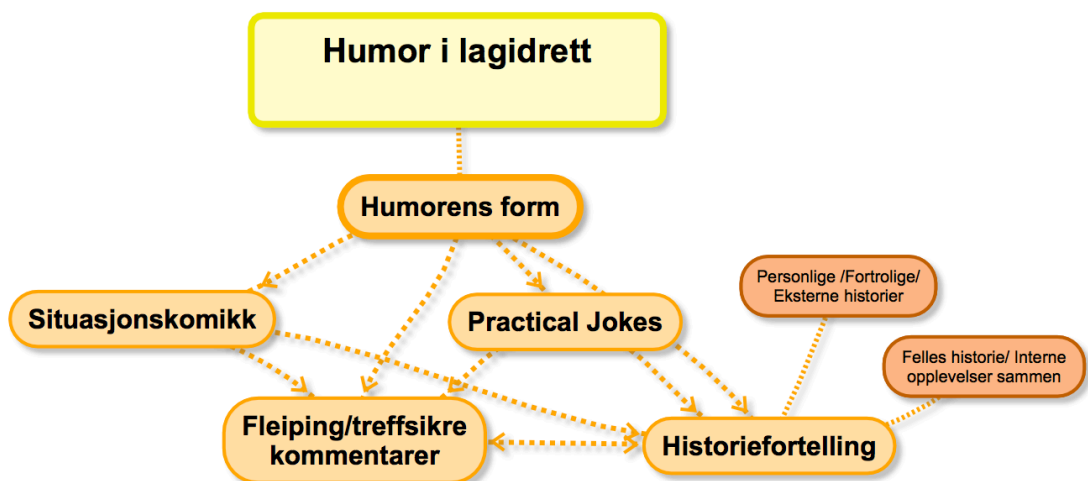 Humor i lagidrett
Humorens form
Personlige /Fortrolige/
Eksterne historier
Situasjonskomikk
Practical Jokes
Felles historie/ Interne
opplevelser sammen
Fleiping/treffsikre
kommentarer
Historiefortelling